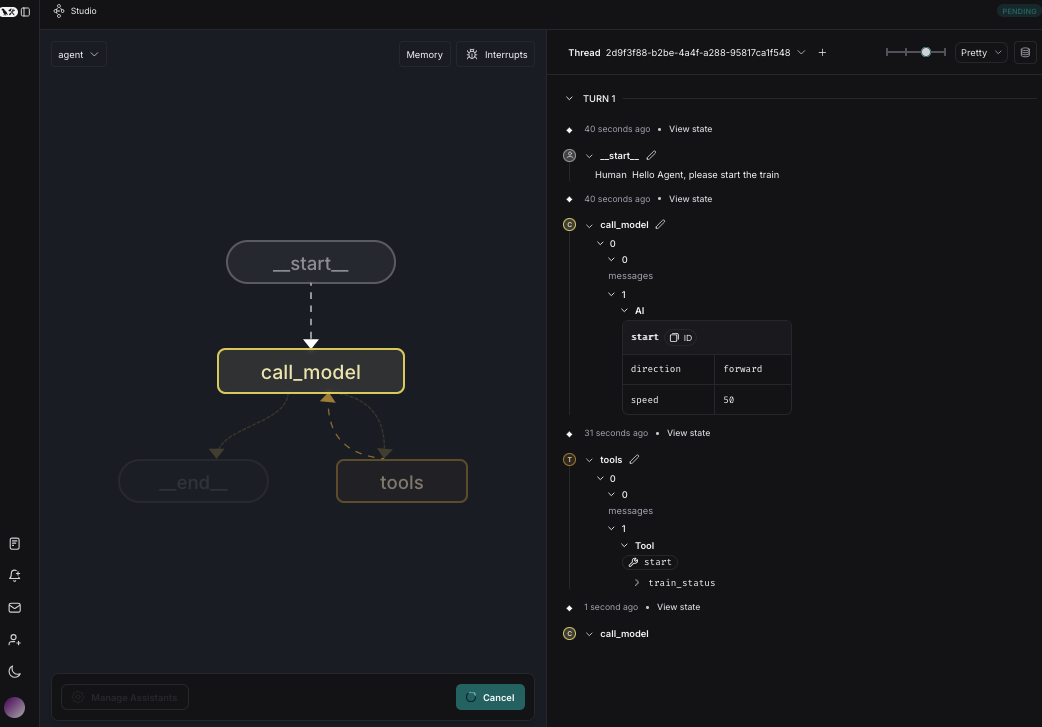 Studio
PENDING
agent
Memory
Interrupts
__start__
call_model
__end__
tools
Manage Assistants
Cancel
Thread 2d9f3f88-b2be-4a4f-a288-95817ca1f548
Pretty
TURN 1
40 seconds ago • View state
__start__
Human Hello Agent, please start the train
40 seconds ago • View state
C call_model
0
0
messages
1
AI
start ID
direction forward
speed 50
31 seconds ago • View state
T tools
0
0
messages
1
Tool
start
train_status
1 second ago • View state
C call_model